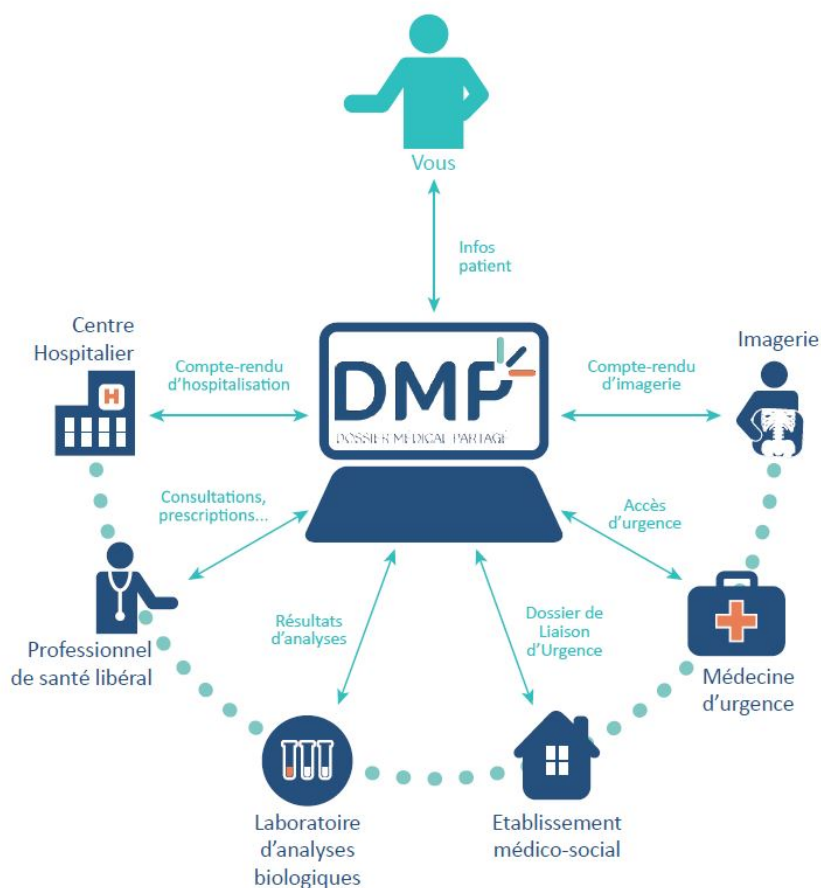 Vous
Infos
patient
Centre
Hospitalier
Compte-rendu
d'hospitalisation
H
DMP
DOSSIER MÉDICAL PARTAGÉ
Compte-rendu
d'imagerie
Imagerie
Consultations,
prescriptions...
Accès
d'urgence
Professionnel
de santé libéral
Résultats
d'analyses
Dossier de
Liaison
d'Urgence
Médecine
d'urgence
Laboratoire
d'analyses
biologiques
Etablissement
médico-social